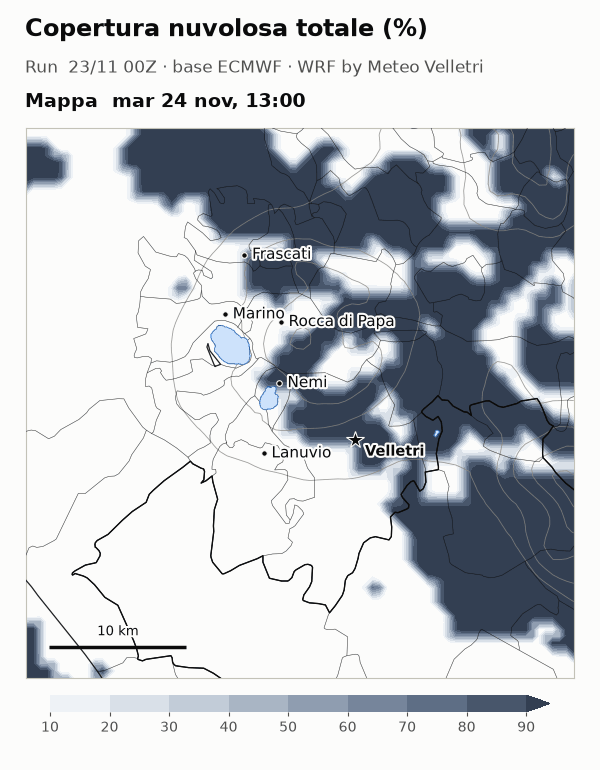 Copertura nuvolosa totale (%)
Run  23/11 00Z · base ECMWF · WRF by Meteo Velletri
Mappa  mar 24 nov, 13:00
Frascati
Marino
Rocca di Papa
Nemi
Velletri
Lanuvio
10 km
10 20 30 40 50 60 70 80 90